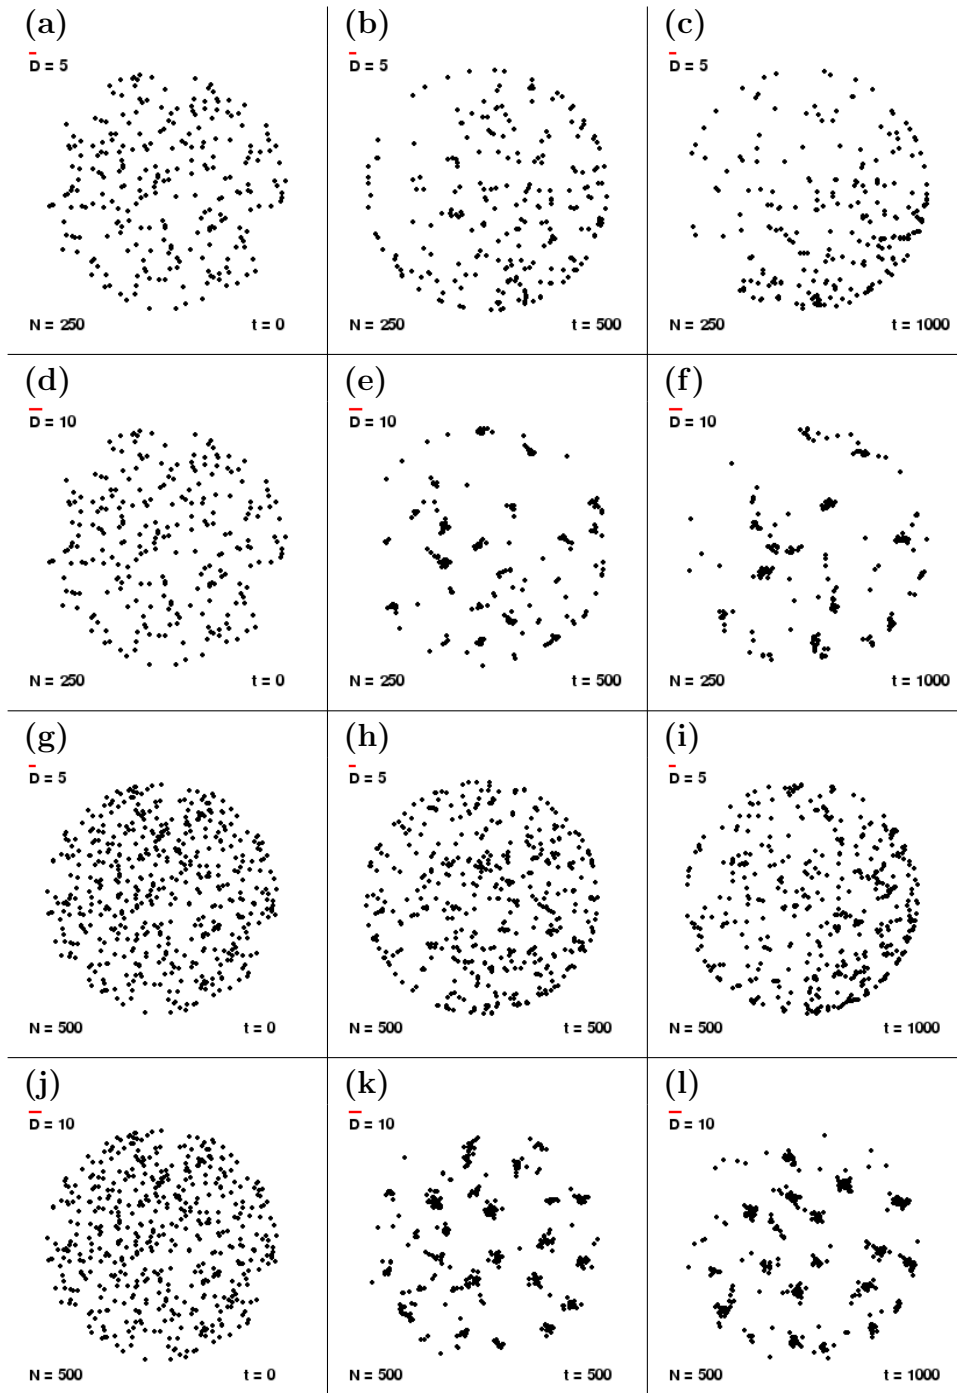 (a) (b) (c)
D = 5 D = 5 D = 5
N = 250 t = 0 N = 250 t = 500 N = 250 t = 1000
(d) (e) (f)
D = 10 D = 10 D = 10
N = 250 t = 0 N = 250 t = 500 N = 250 t = 1000
(g) (h) (i)
D = 5 D = 5 D = 5
N = 500 t = 0 N = 500 t = 500 N = 500 t = 1000
(j) (k) (l)
D = 10 D = 10 D = 10
N = 500 t = 0 N = 500 t = 500 N = 500 t = 1000